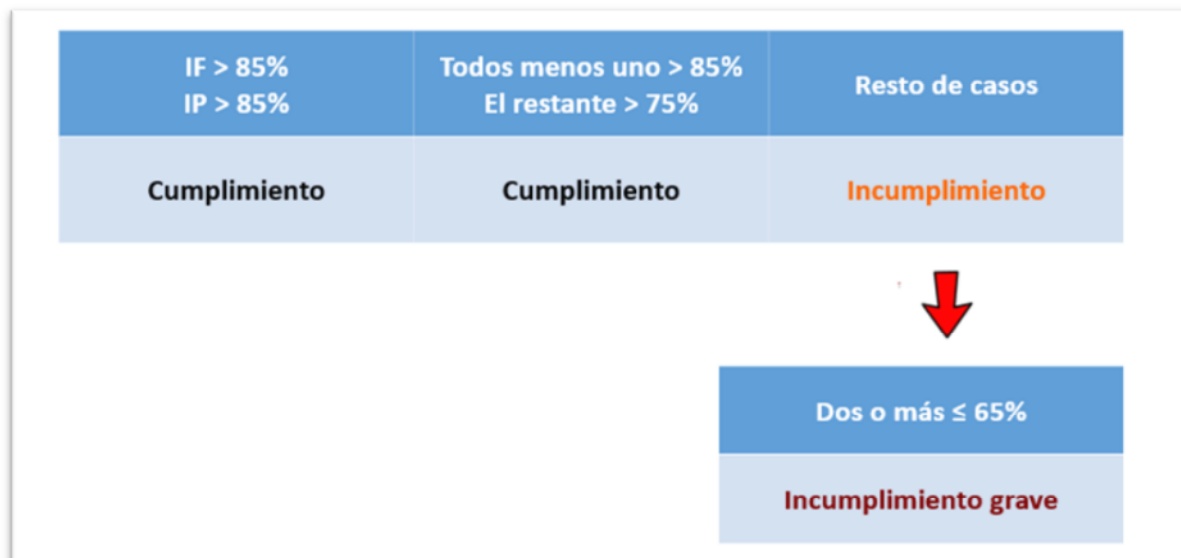 IF > 85%
IP > 85%
Todos menos uno > 85%
El restante > 75%
Resto de casos
Cumplimiento
Cumplimiento
Incumplimiento
Dos o más ≤ 65%
Incumplimiento grave